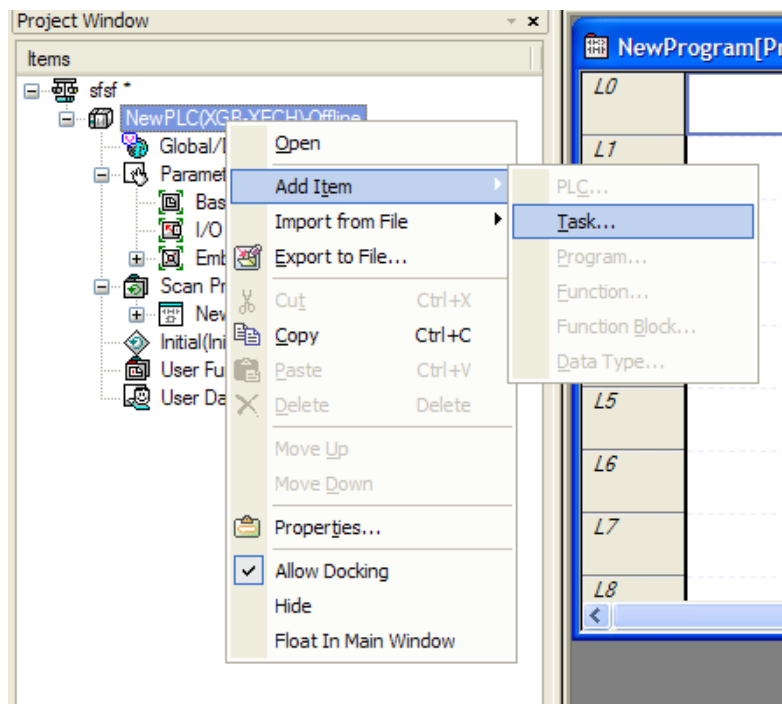 Project Window
Items
sfsf *
NewPLC(XGB-XECH)-Offline
Global/
Paramet
Bas
I/O
Emb
Scan Pr
New
Initial(Ini
User Fu
User Da
Open
Add Item
Import from File
Export to File...
Cut Ctrl+X
Copy Ctrl+C
Paste Ctrl+V
Delete Delete
Move Up
Move Down
Properties...
Allow Docking
Hide
Float In Main Window
PLC...
Task...
Program...
Function...
Function Block...
Data Type...
NewProgram[Pr
L0
L1
L5
L6
L7
L8